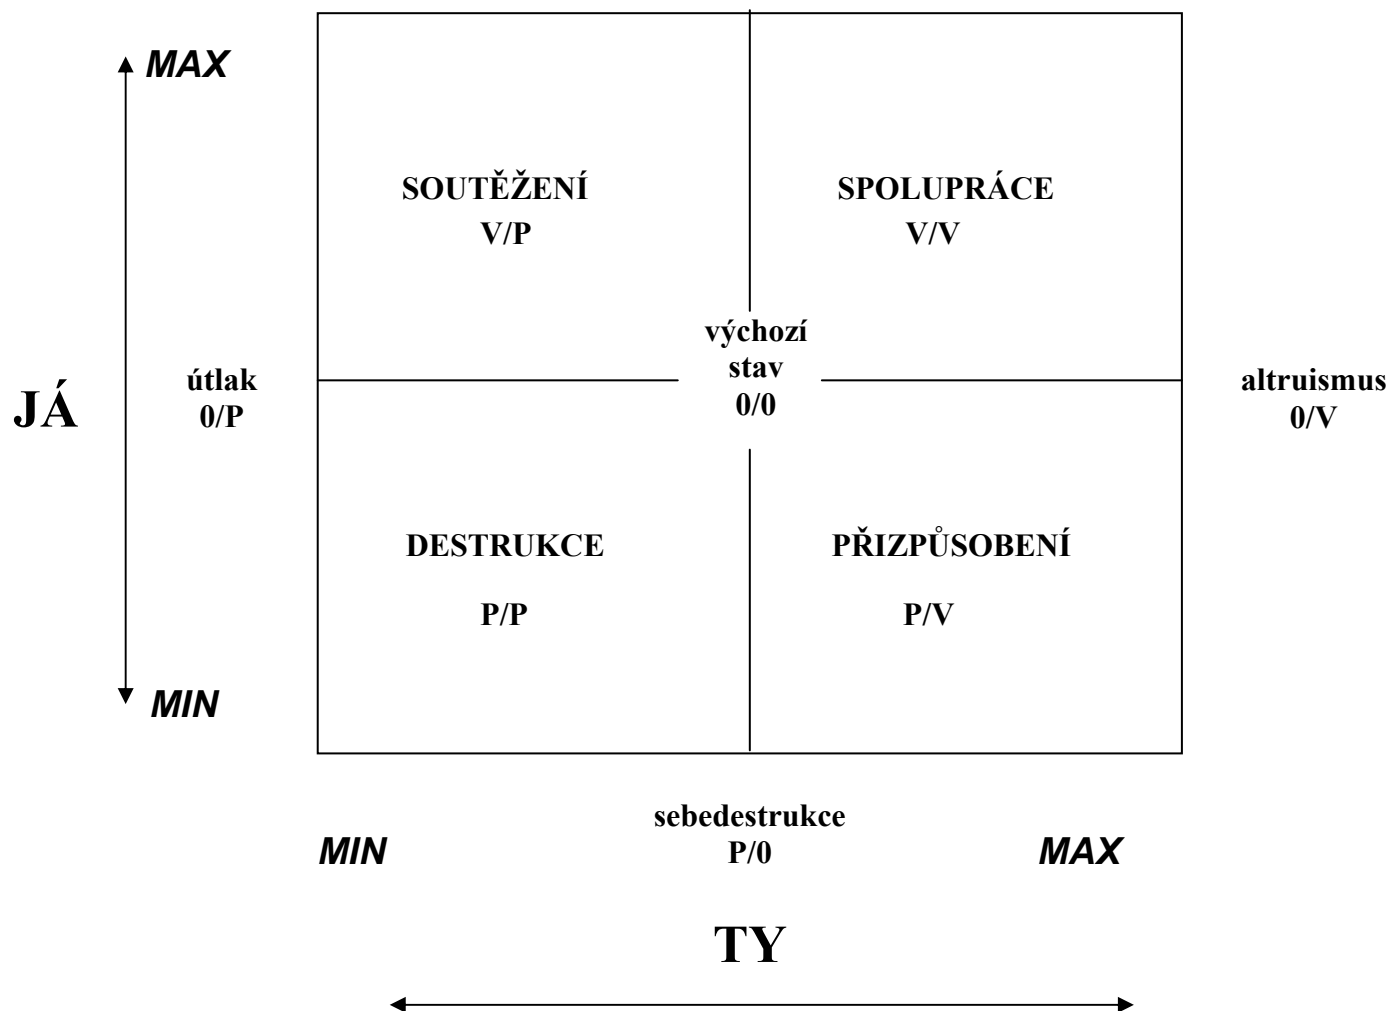 MAX
SOUTĚŽENÍ
V/P
SPOLUPRÁCE
V/V
výchozí
stav
0/0
JÁ
útlak
0/P
altruismus
0/V
DESTRUKCE
P/P
PŘIZPŮSOBENÍ
P/V
MIN
sebedestrukce
P/0
MIN
MAX
TY